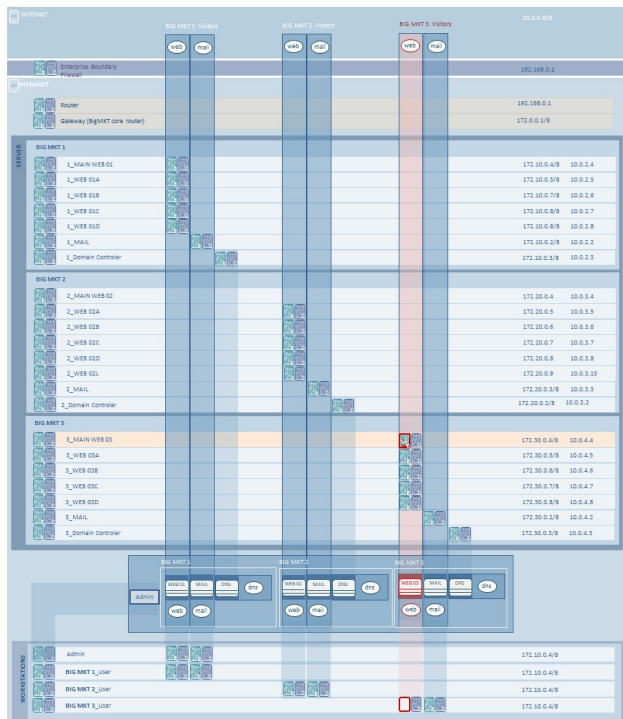 INTERNET
BIG MKT 1 Visitors
BIG MKT 2 Visitors
BIG MKT 3 Visitors
10.0.0.0/8
web mail web mail web mail
Enterprise Boundary Firewall 192.168.0.2
INTRANET
Router 192.168.0.1
Gateway (BigMKT core router) 172.0.0.1/8
SERVER
BIG MKT 1
1_MAIN WEB 01 172.10.0.4/8 10.0.2.4
1_WEB 01A 172.10.0.5/8 10.0.2.5
1_WEB 01B 172.10.0.7/8 10.0.2.6
1_WEB 01C 172.10.0.8/8 10.0.2.7
1_WEB 01D 172.10.0.9/8 10.0.2.8
1_MAIL 172.10.0.2/8 10.0.2.2
1_Domain Controler 172.10.0.3/8 10.0.2.3
BIG MKT 2
2_MAIN WEB 02 172.20.0.4 10.0.3.4
2_WEB 02A 172.20.0.5 10.0.3.5
2_WEB 02B 172.20.0.6 10.0.3.6
2_WEB 02C 172.20.0.7 10.0.3.7
2_WEB 02D 172.20.0.8 10.0.3.8
2_WEB 02L 172.20.0.9 10.0.3.15
2_MAIL 172.20.0.3/8 10.0.3.3
2_Domain Controler 172.20.0.2/8 10.0.3.2
BIG MKT 3
3_MAIN WEB 03 172.30.0.4/8 10.0.4.4
3_WEB 03A 172.30.0.5/8 10.0.4.5
3_WEB 03B 172.30.0.6/8 10.0.4.6
3_WEB 03C 172.30.0.7/8 10.0.4.7
3_WEB 03D 172.30.0.8/8 10.0.4.8
3_MAIL 172.30.0.2/8 10.0.4.2
3_Domain Controler 172.30.0.3/8 10.0.4.3
BIG MKT 1 BIG MKT 2 BIG MKT 3
Admin
WEB 01 MAIL DNS dns WEB 02 MAIL DNS dns WEB 03 MAIL DNS dns
web mail web mail web mail
WORKSTATIONS
Admin 172.10.0.4/8
BIG MKT 1_User 172.10.0.4/8
BIG MKT 2_User 172.10.0.4/8
BIG MKT 3_User 172.10.0.4/8